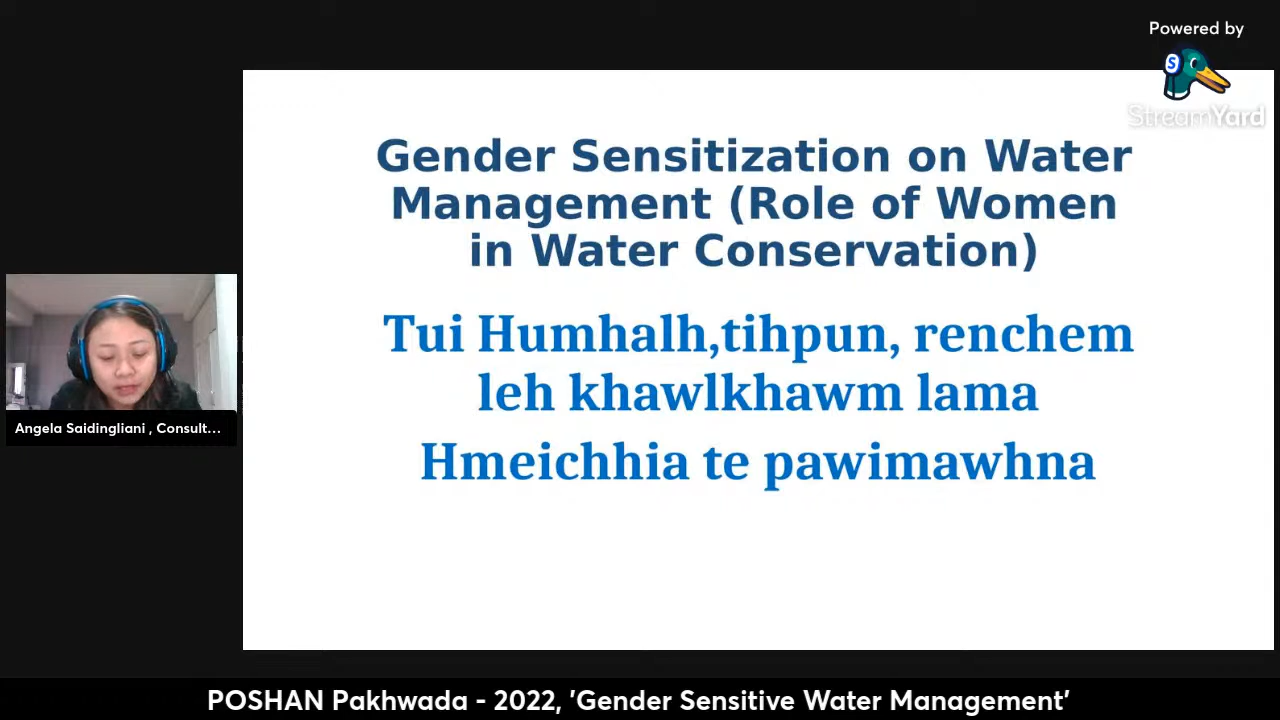 Powered by
S
StreamYard
Gender Sensitization on Water
Management (Role of Women
in Water Conservation)
Tui Humhalh,tihpun, renchem
leh khawlkhawm lama
Hmeichhia te pawimawhna
Angela Saidingliani , Consult...
POSHAN Pakhwada - 2022, 'Gender Sensitive Water Management'